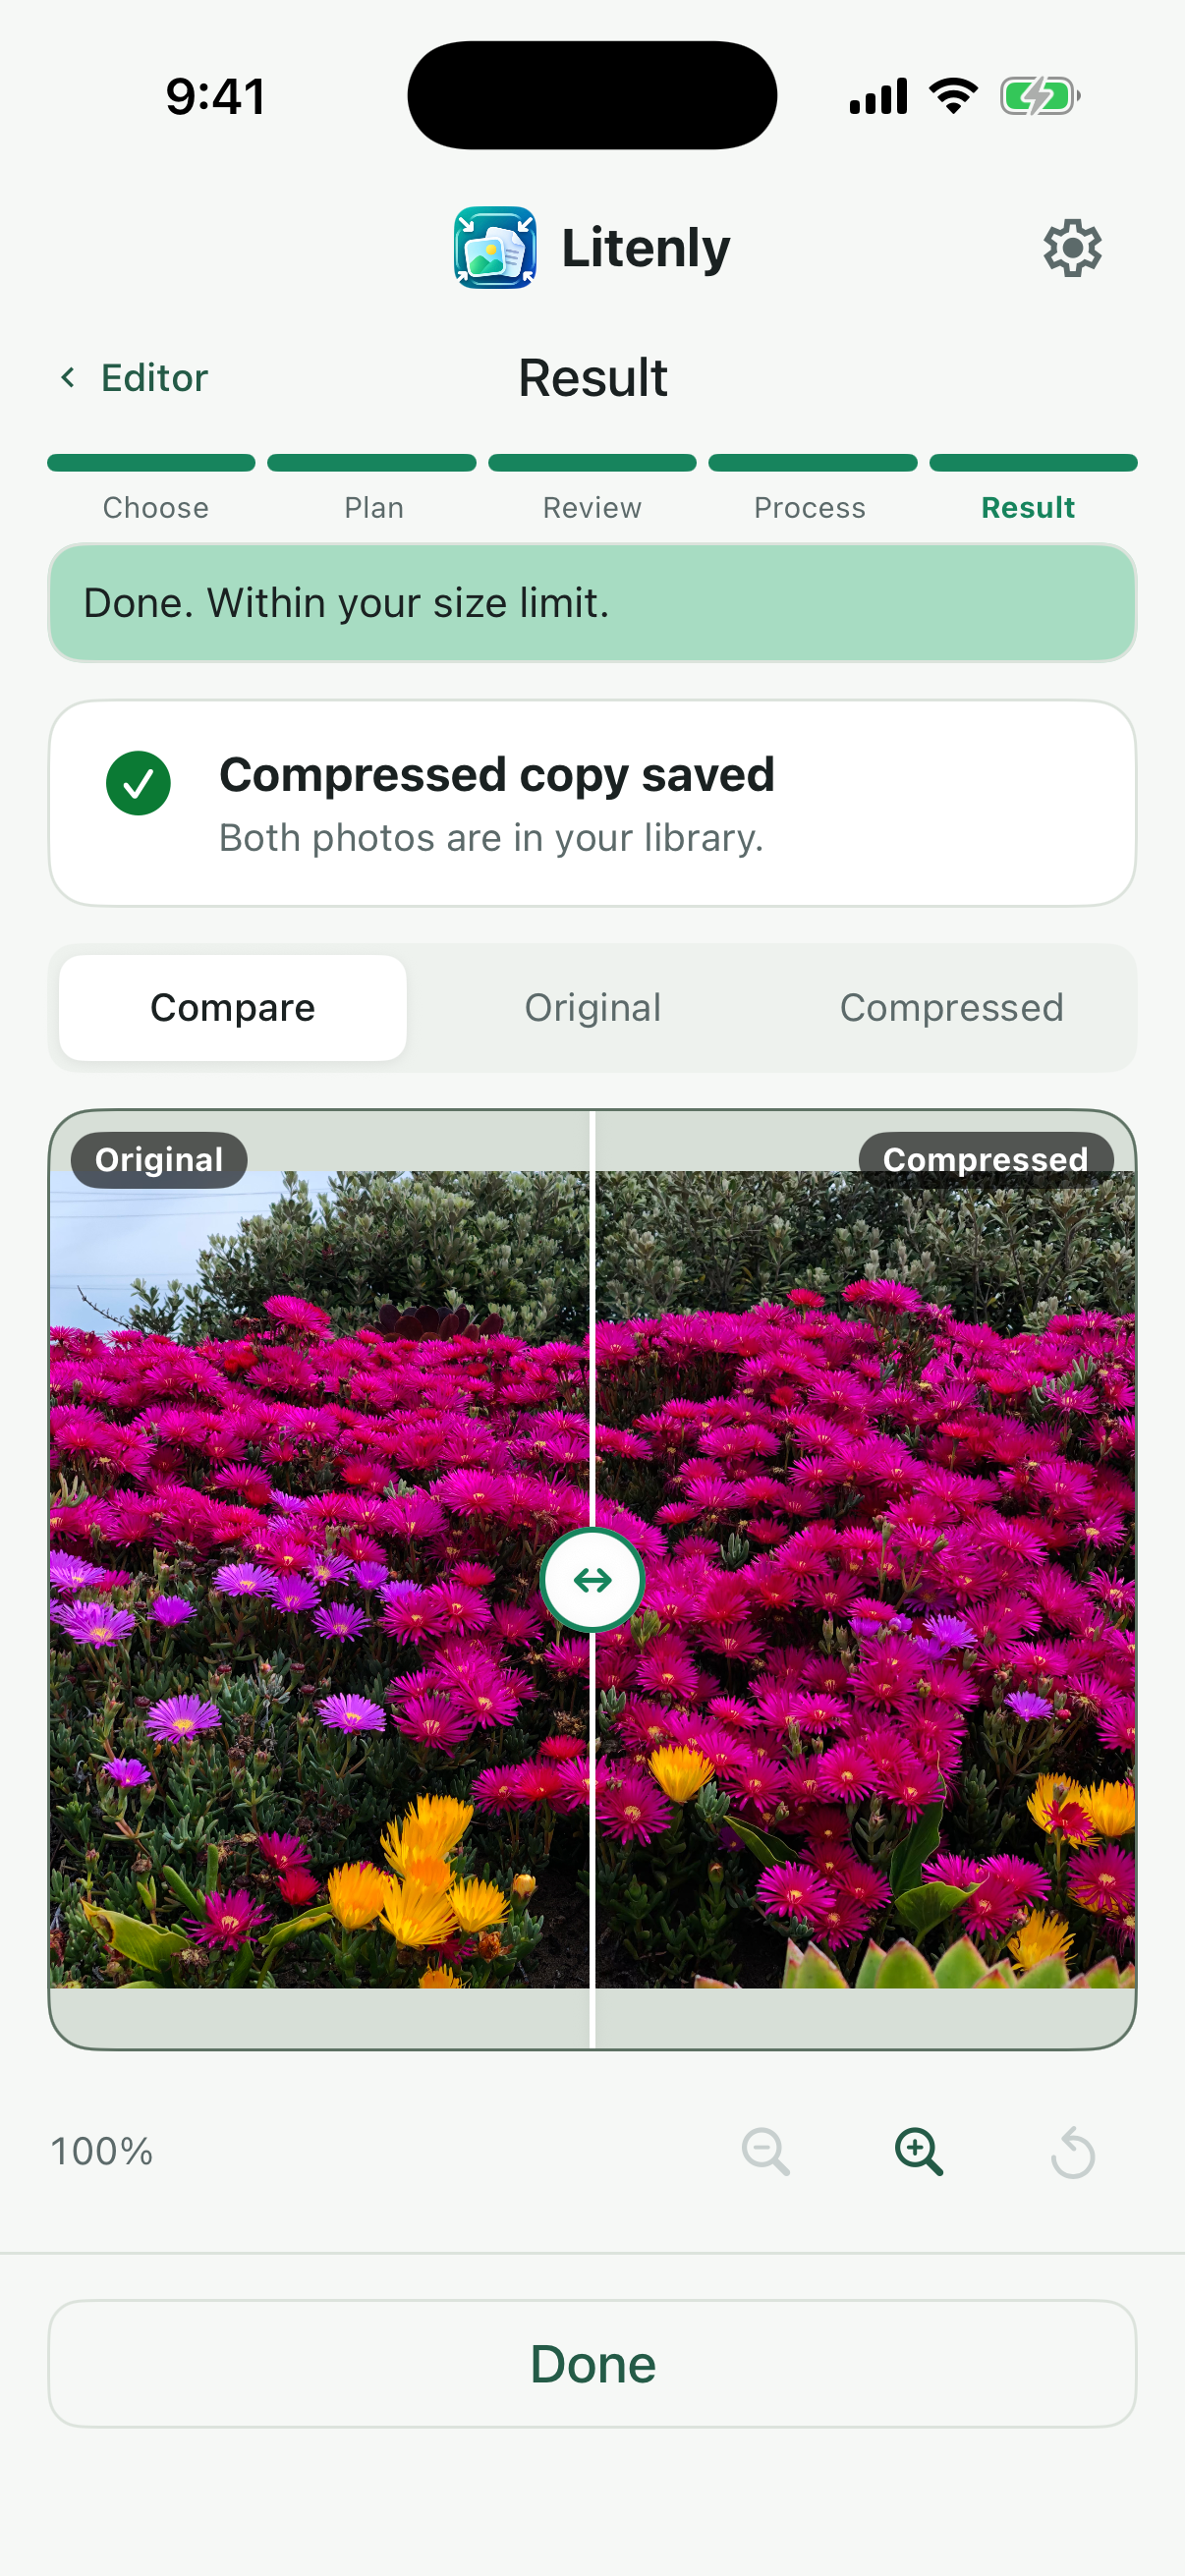 9:41
Litenly
Editor
Result
Choose
Plan
Review
Process
Result
Done. Within your size limit.
Compressed copy saved
Both photos are in your library.
Compare
Original
Compressed
Original
Compressed
100%
Done